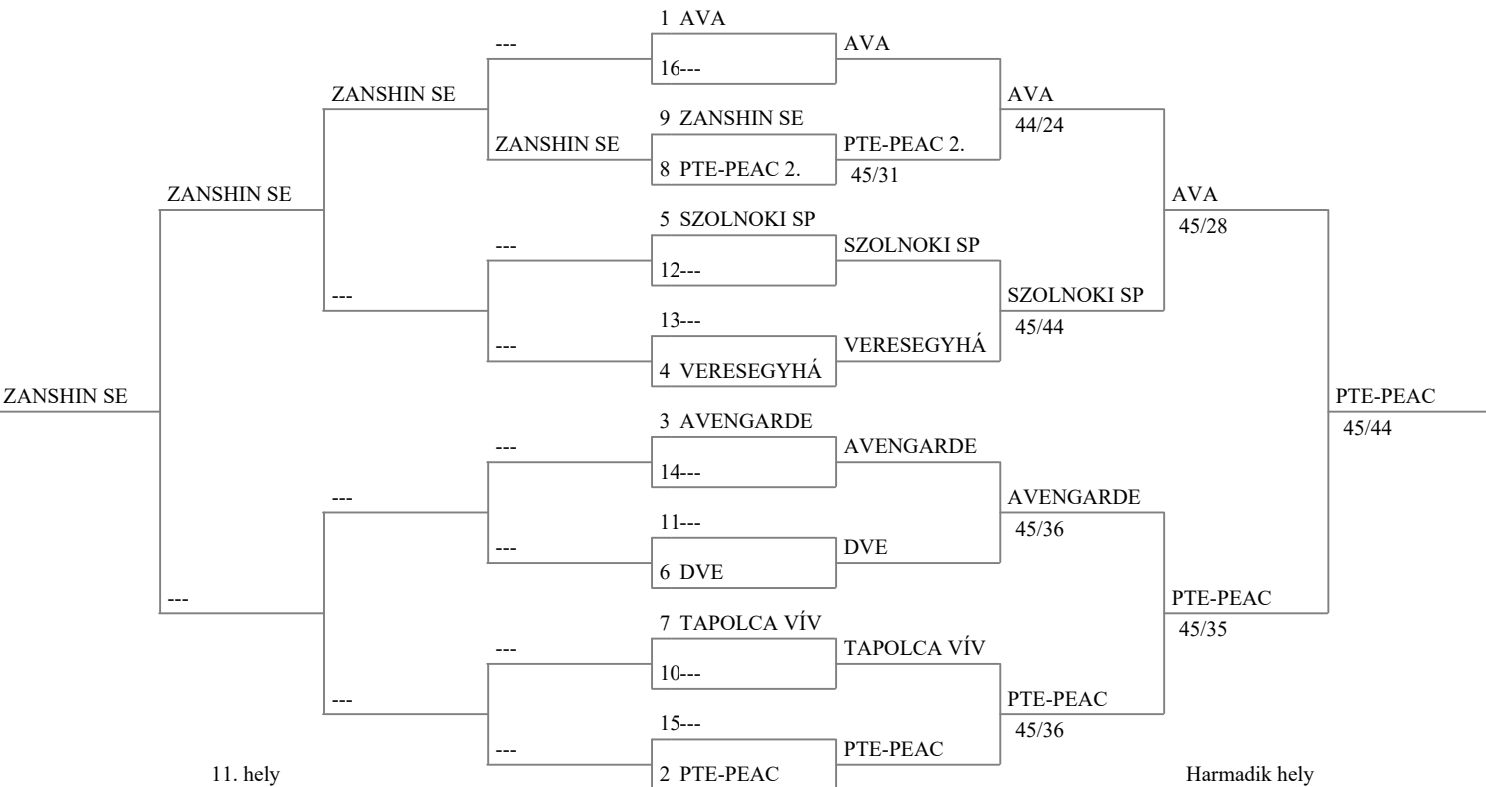 1 AVA
--- AVA
16---
ZANSHIN SE AVA
44/24
9 ZANSHIN SE
ZANSHIN SE PTE-PEAC 2.
8 PTE-PEAC 2. 45/31
ZANSHIN SE AVA
45/28
5 SZOLNOKI SP
--- SZOLNOKI SP
12---
--- SZOLNOKI SP
45/44
13---
--- VERESEGYHÁ
4 VERESEGYHÁ
ZANSHIN SE PTE-PEAC
45/44
3 AVENGARDE
--- AVENGARDE
14---
--- AVENGARDE
45/36
11---
--- DVE
6 DVE
--- PTE-PEAC
45/35
7 TAPOLCA VÍV
--- TAPOLCA VÍV
10---
--- PTE-PEAC
45/36
15---
--- PTE-PEAC
2 PTE-PEAC
11. hely Harmadik hely